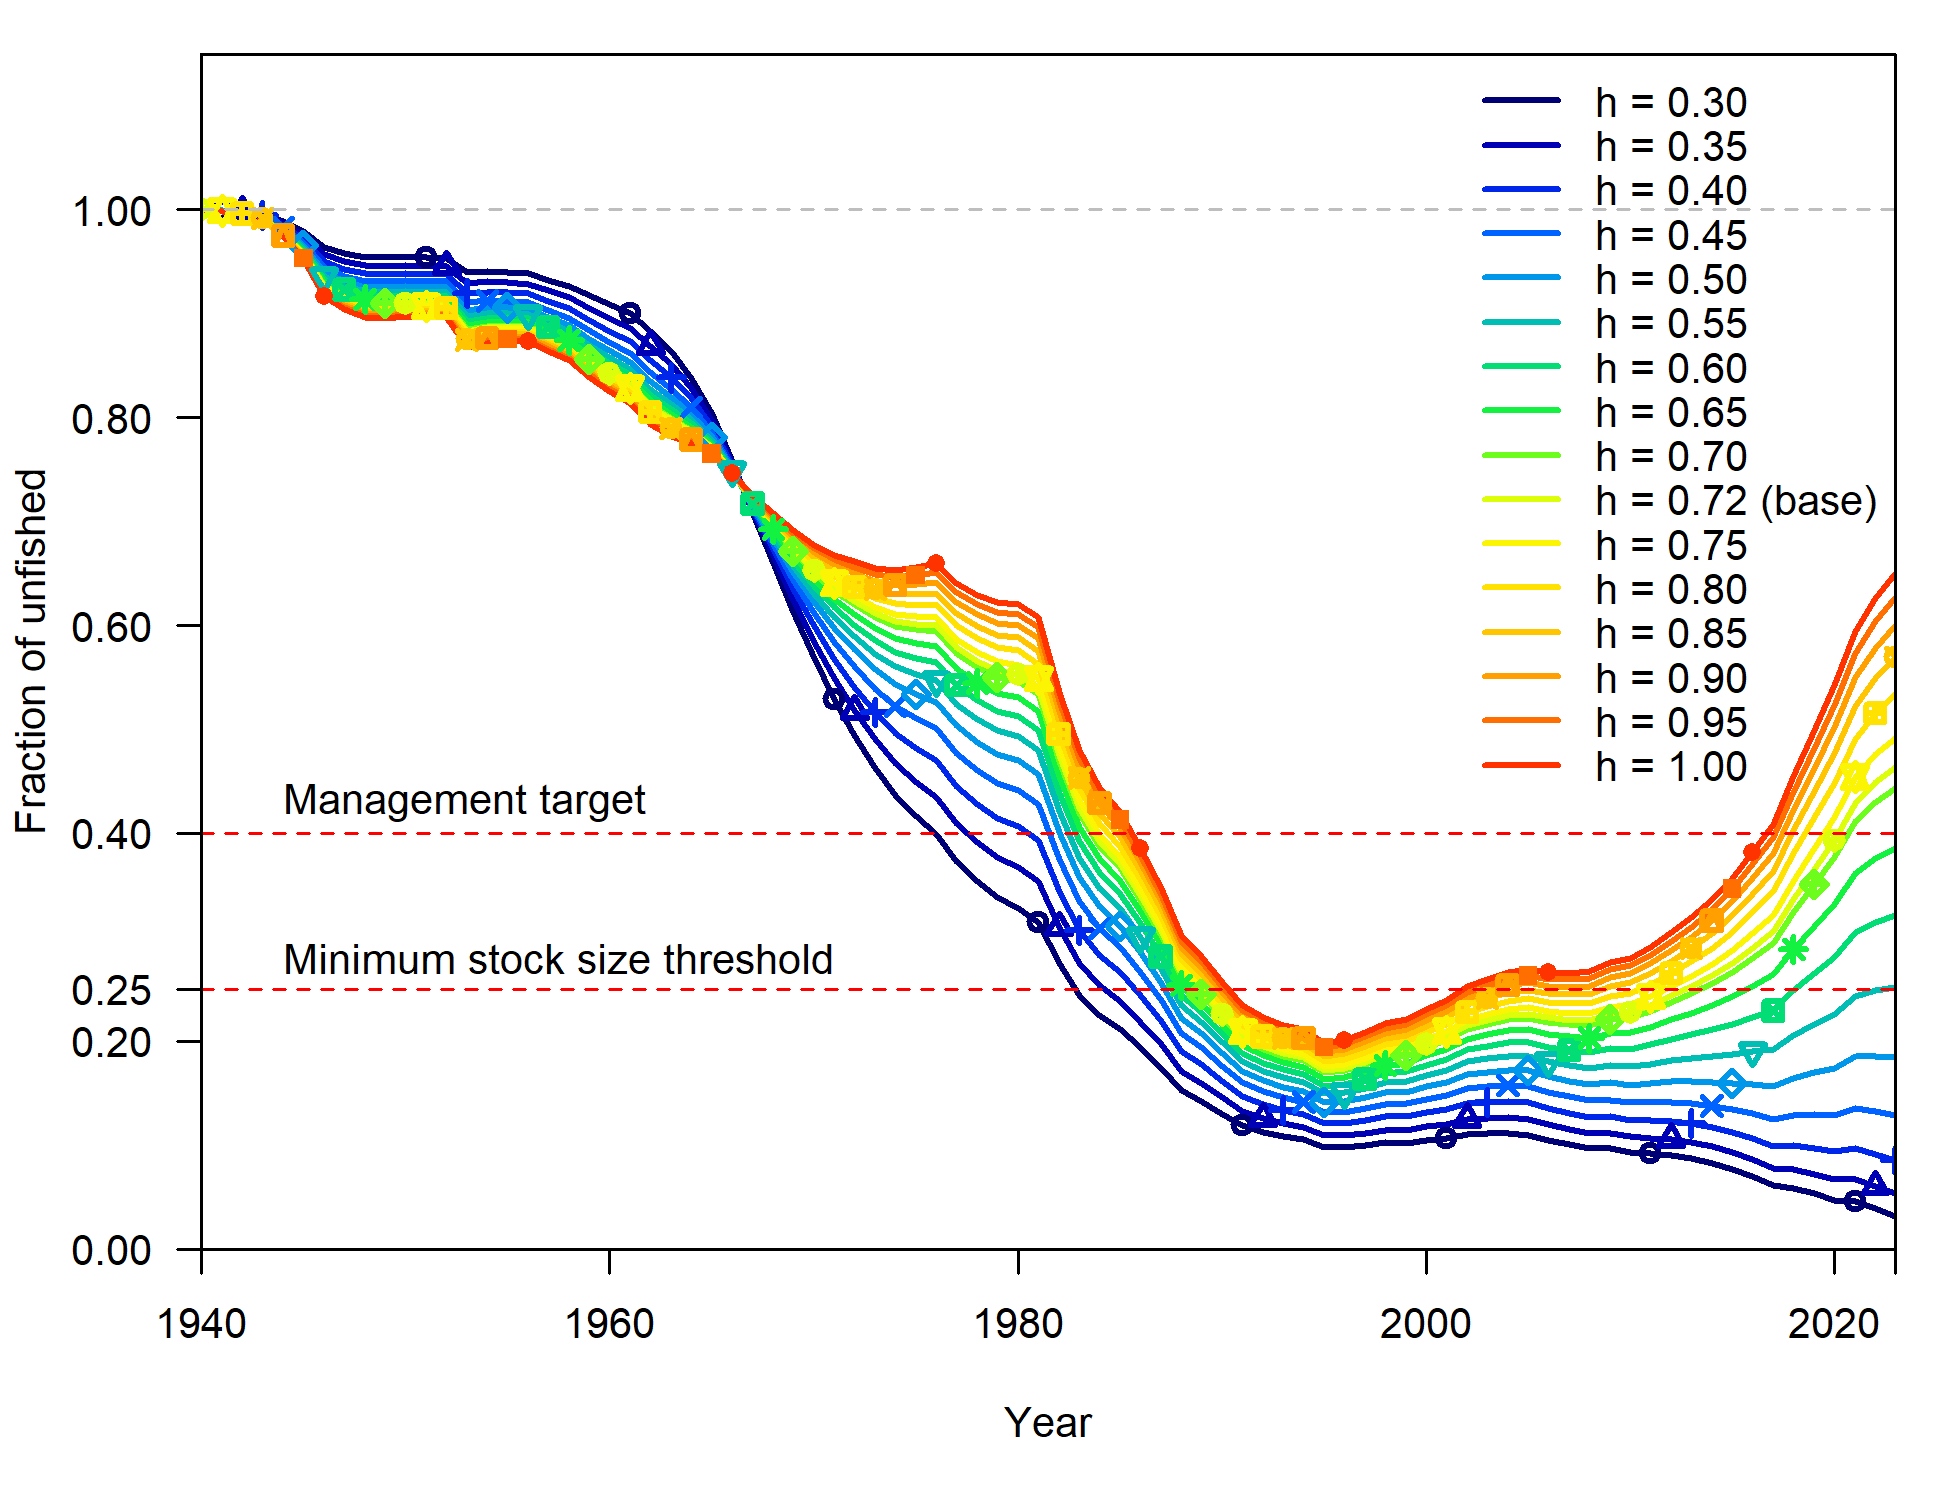 h = 0.30
h = 0.35
h = 0.40
h = 0.45
h = 0.50
h = 0.55
h = 0.60
h = 0.65
h = 0.70
h = 0.72 (base)
h = 0.75
h = 0.80
h = 0.85
h = 0.90
h = 0.95
h = 1.00
1.00
0.80
0.60
0.40
0.25
0.20
0.00
Fraction of unfished
Management target
Minimum stock size threshold
1940
1960
1980
2000
2020
Year